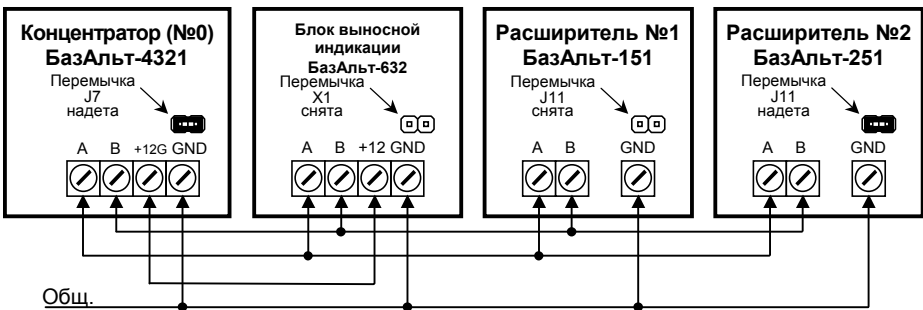 Концентратор (№0)
БазАльт-4321
Перемычка
J7
надета
A B +12G GND
Блок выносной
индикации
БазАльт-632
Перемычка
X1
снята
A B +12 GND
Расширитель №1
БазАльт-151
Перемычка
J11
снята
A B GND
Расширитель №2
БазАльт-251
Перемычка
J11
надета
A B GND
Общ.